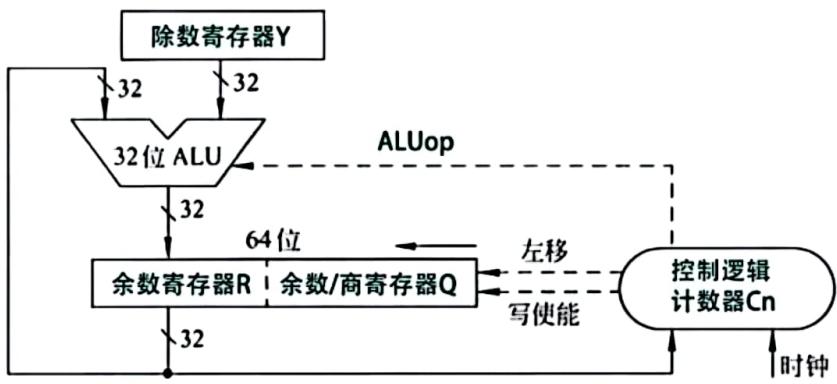 除数寄存器Y
32
32
32位 ALU
ALUop
32
64位
左移
余数寄存器R
余数/商寄存器Q
写使能
控制逻辑
计数器Cn
32
时钟